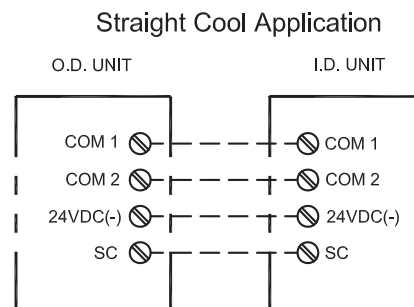 Straight Cool Application
O.D. UNIT I.D. UNIT
COM 1 COM 1
COM 2 COM 2
24VDC(-) 24VDC(-)
SC SC